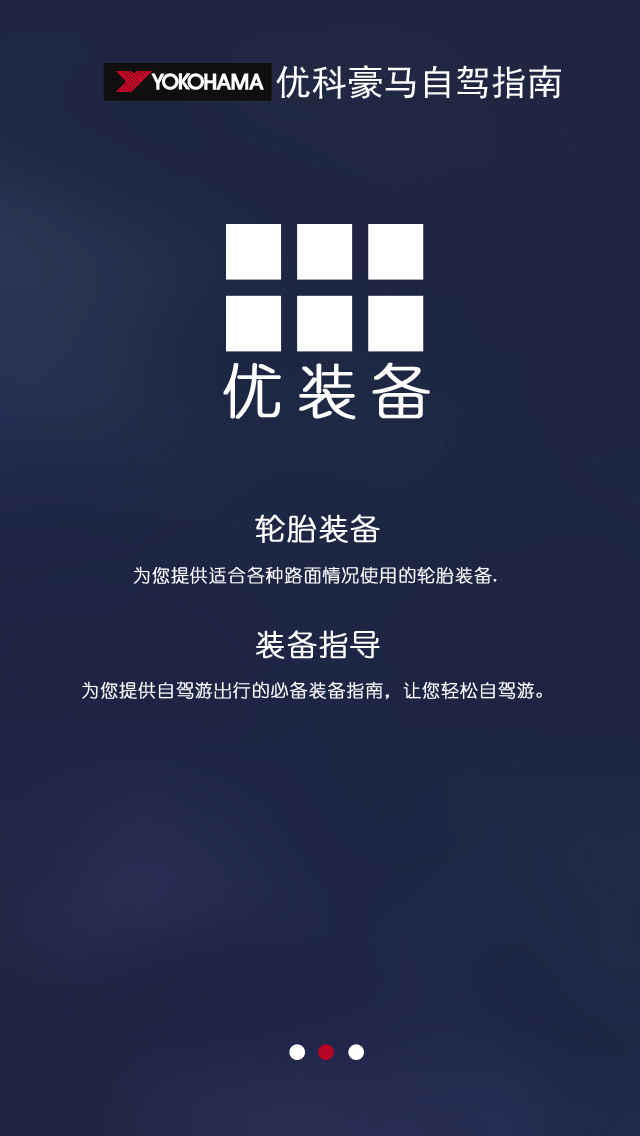 YOKOHAMA 优科豪马自驾指南
优装备
轮胎装备
为您提供适合各种路面情况使用的轮胎装备.
装备指导
为您提供自驾游出行的必备装备指南，让您轻松自驾游。